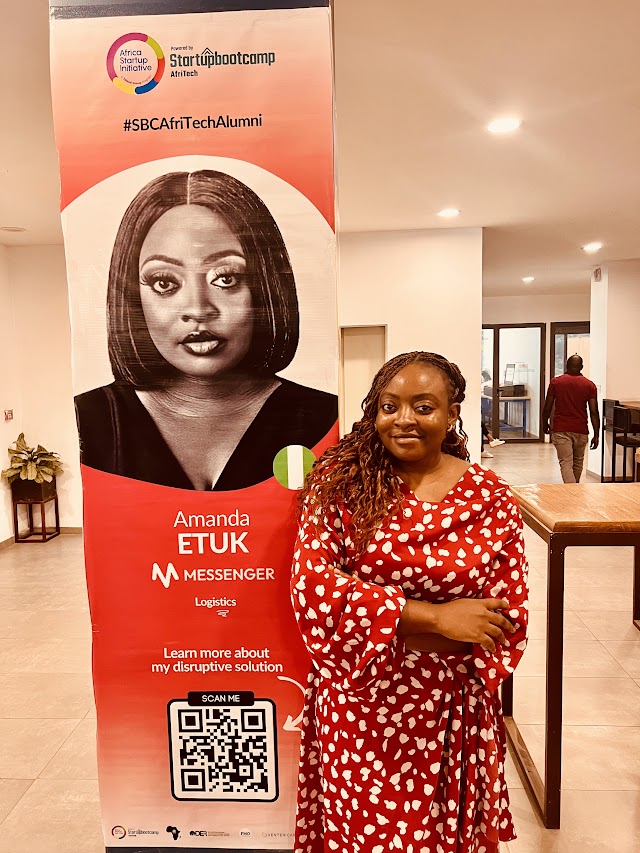 Africa
Startup
Initiative
Powered by
Startupbootcamp
AfriTech
#SBCAfriTechAlumni
Amanda
ETUK
MESSENGER
Logistics
Learn more about
my disruptive solution
SCAN ME
Startupbootcamp